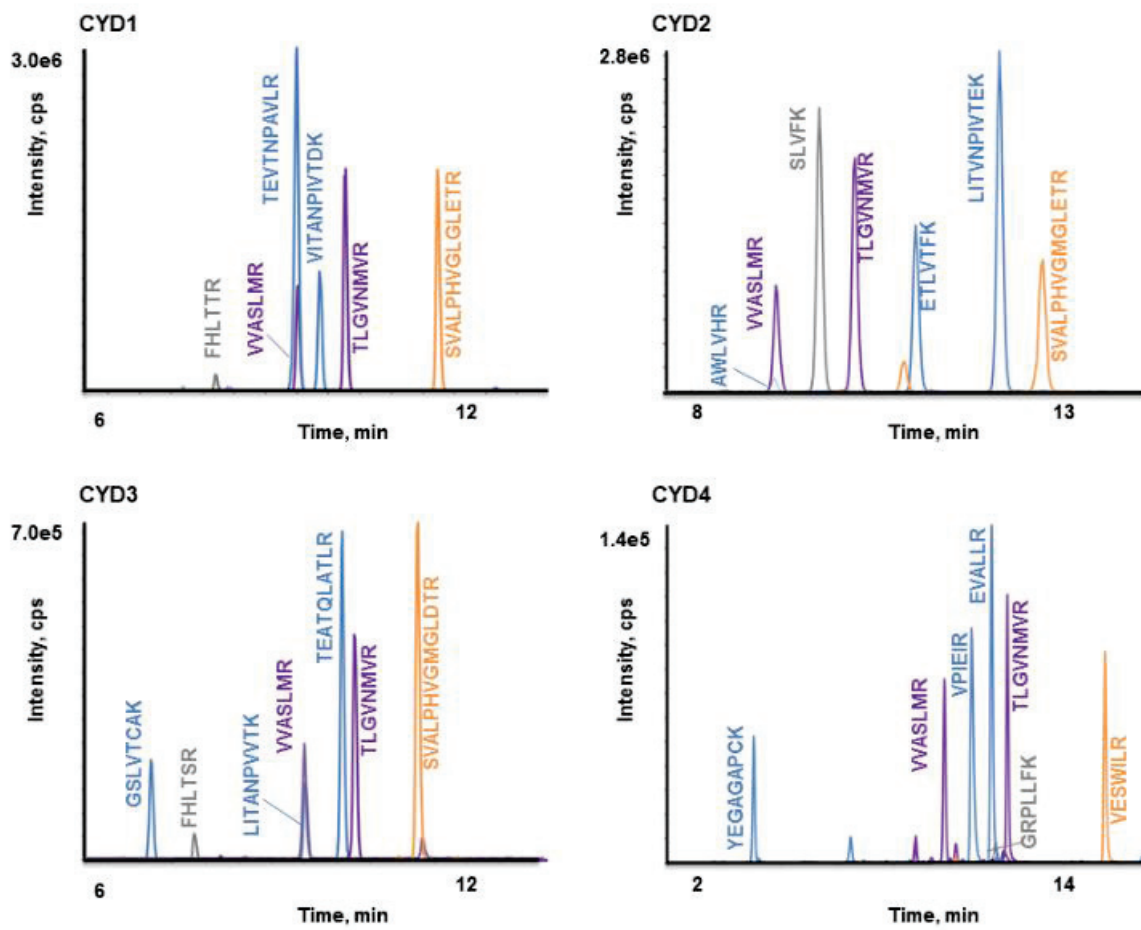 CYD1
3.0e6
Intensity, cps
FHLTTR
VVASLMR
TEVTNPAVLR
VITANPIVTDK
TLGVNMVR
SVALPHVGLGLETR
6
12
Time, min
CYD2
2.8e6
Intensity, cps
AWLVHR
VVASLMR
SLVFK
TLGVNMVR
ETLVTFK
LITVNPIVTEK
SVALPHVGMGLETR
8
13
Time, min
CYD3
7.0e5
Intensity, cps
GSLVTCAK
FHLTSR
LITANPVVTK
VVASLMR
TEATQLATLR
TLGVNMVR
SVALPHVGMGLDTR
6
12
Time, min
CYD4
1.4e5
Intensity, cps
YEGAGAPCK
VVASLMR
VPIEIR
EVALLR
TLGVNMVR
GRPLLFK
VESWILR
2
14
Time, min